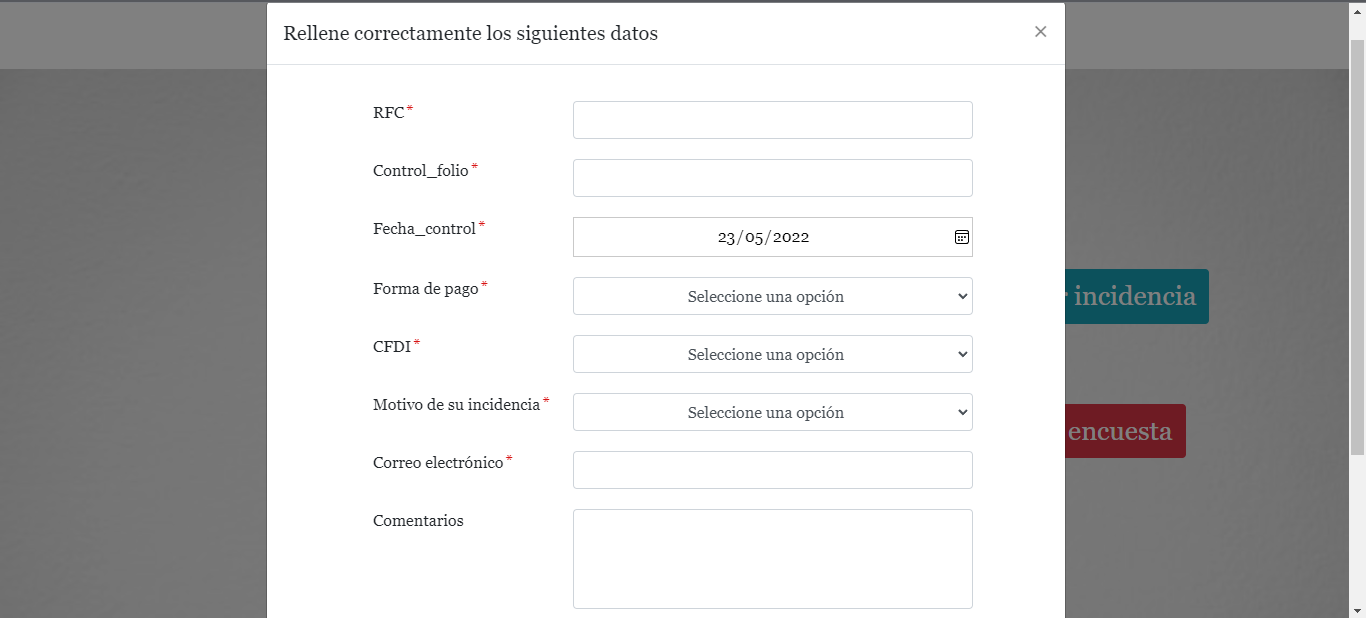 Rellene correctamente los siguientes datos ×
RFC*
Control_folio*
Fecha_control* 23/05/2022
Forma de pago* Seleccione una opción
incidencia
CFDI* Seleccione una opción
Motivo de su incidencia* Seleccione una opción
encuesta
Correo electrónico*
Comentarios